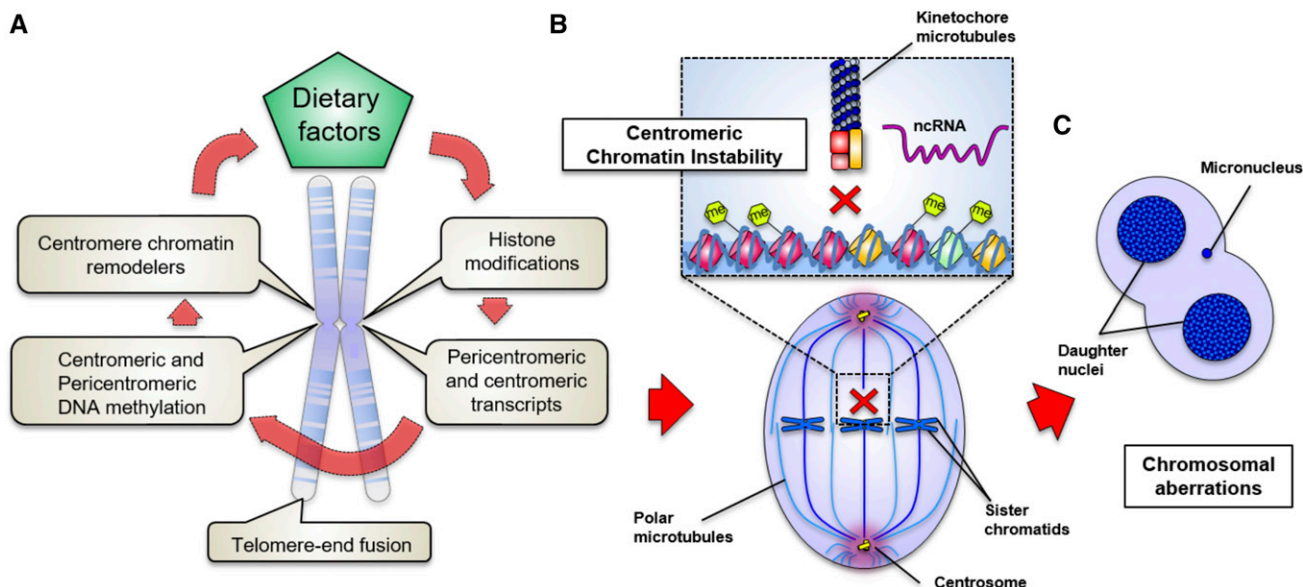 A
Dietary
factors
Centromere chromatin
remodelers
Histone
modifications
Centromeric and
Pericentromeric
DNA methylation
Pericentromeric
and centromeric
transcripts
Telomere-end fusion
B
Kinetochore
microtubules
Centromeric
Chromatin Instability
ncRNA
me
me
me
me
Polar
microtubules
Sister
chromatids
Centrosome
C
Micronucleus
Daughter
nuclei
Chromosomal
aberrations